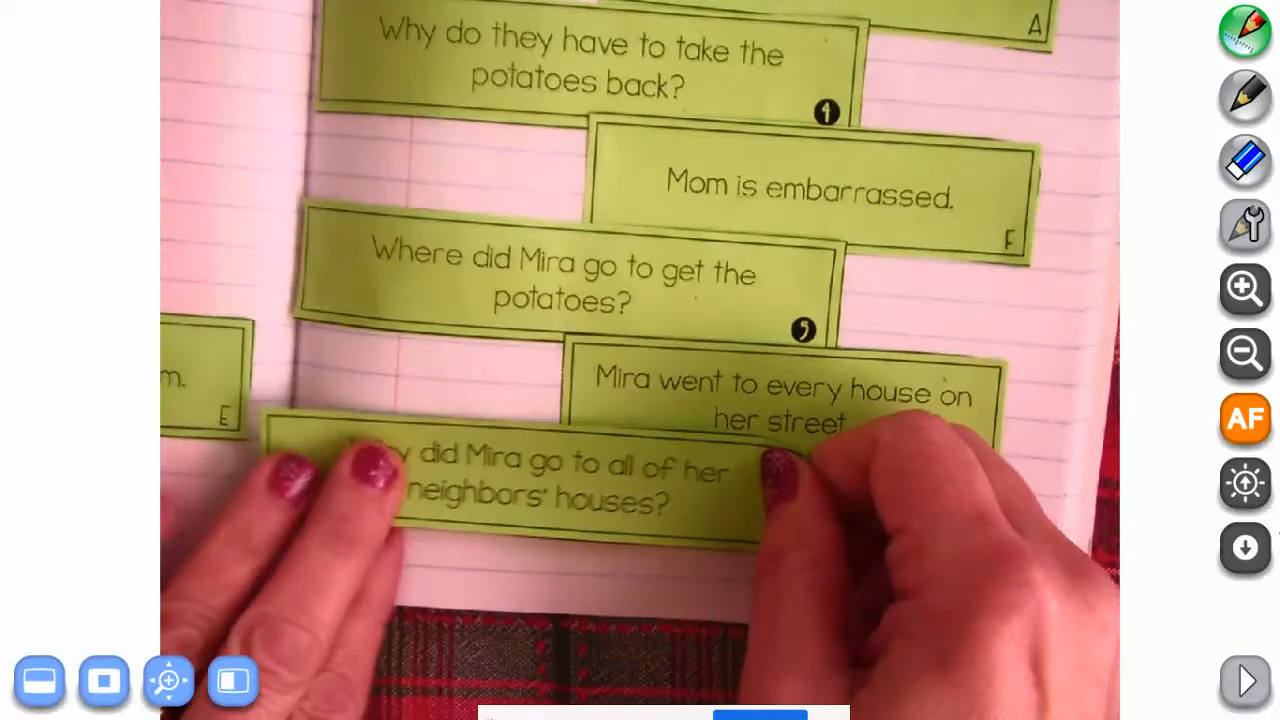 A
Why do they have to take the
potatoes back?
4
Mom is embarrassed.
F
Where did Mira go to get the
potatoes?
5
Mira went to every house on
her street
m.
E
did Mira go to all of her
neighbors' houses?
AF